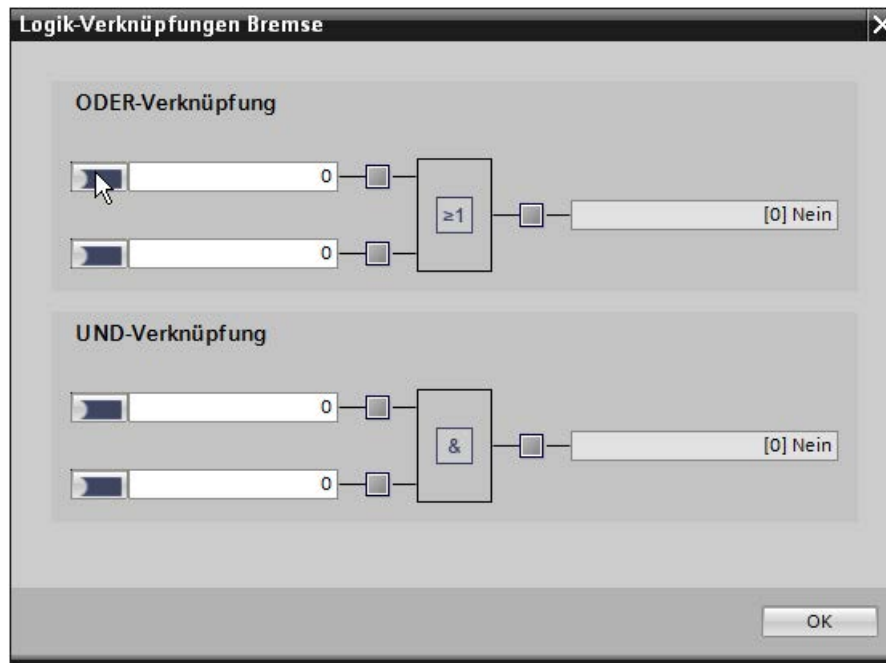 Logik-Verknüpfungen Bremse
ODER-Verknüpfung
0
≥1
[0] Nein
0
UND-Verknüpfung
0
&
[0] Nein
0
OK